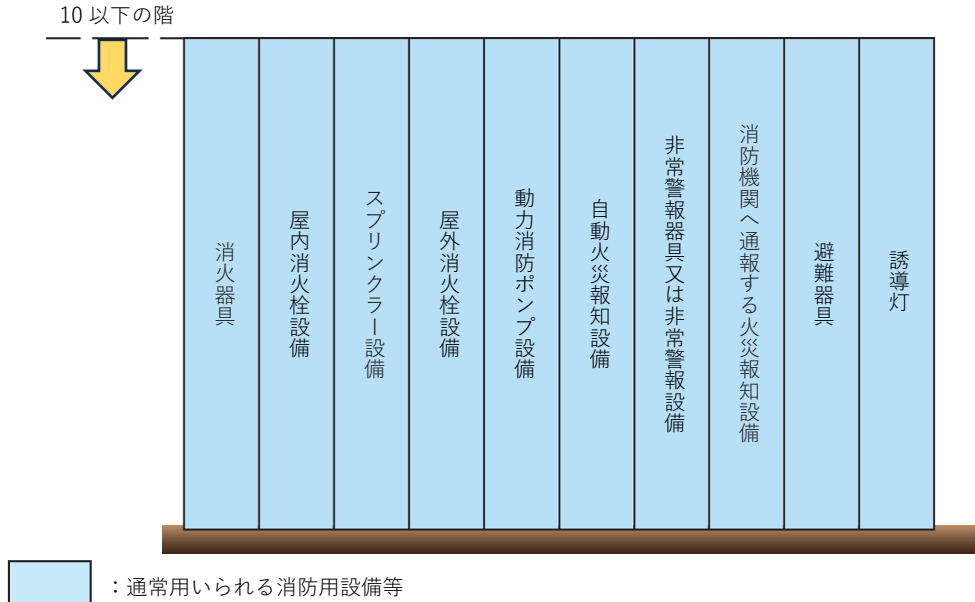 10 以下の階
消火器具
屋内消火栓設備
スプリンクラー設備
屋外消火栓設備
動力消防ポンプ設備
自動火災報知設備
非常警報器具又は非常警報設備
消防機関へ通報する火災報知設備
避難器具
誘導灯
：通常用いられる消防用設備等